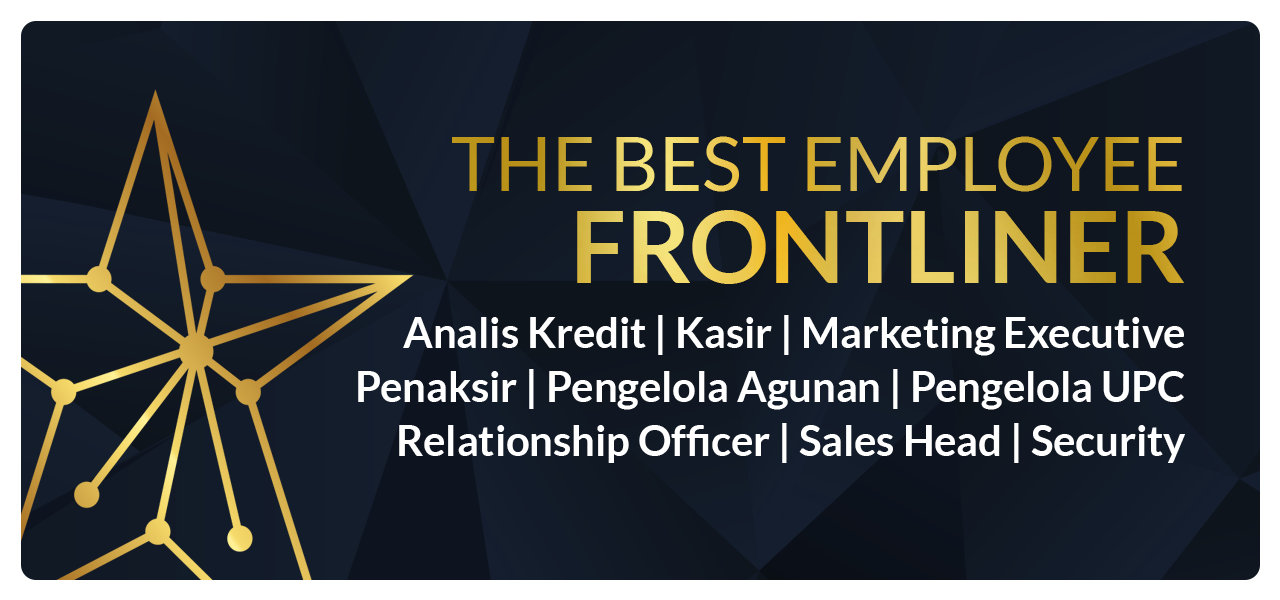 THE BEST EMPLOYEE
FRONTLINER
Analis Kredit | Kasir | Marketing Executive
Penaksir | Pengelola Agunan | Pengelola UPC
Relationship Officer | Sales Head | Security